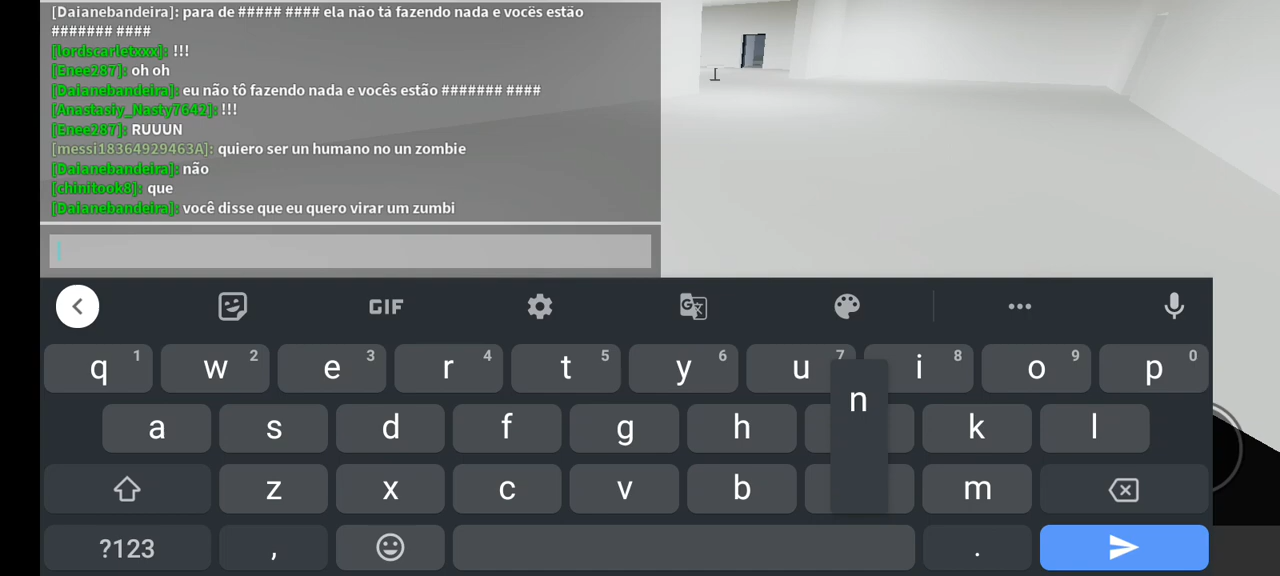 [Daianebandeira]: para de ##### #### ela não tá fazendo nada e vocês estão
####### ####
[lordscarletxxx]: !!!
[Enee287]: oh oh
[Daianebandeira]: eu não tô fazendo nada e vocês estão ####### ####
[Anastasiy_Nasty7642]: !!!
[Enee287]: RUUUN
[messi18364929463A]: quiero ser un humano no un zombie
[Daianebandeira]: não
[chinitook8]: que
[Daianebandeira]: você disse que eu quero virar um zumbi
GIF
q 1 w 2 e 3 r 4 t 5 y 6 u 7 i 8 o 9 p 0
n
a s d f g h k l
z x c v b m
?123 , .